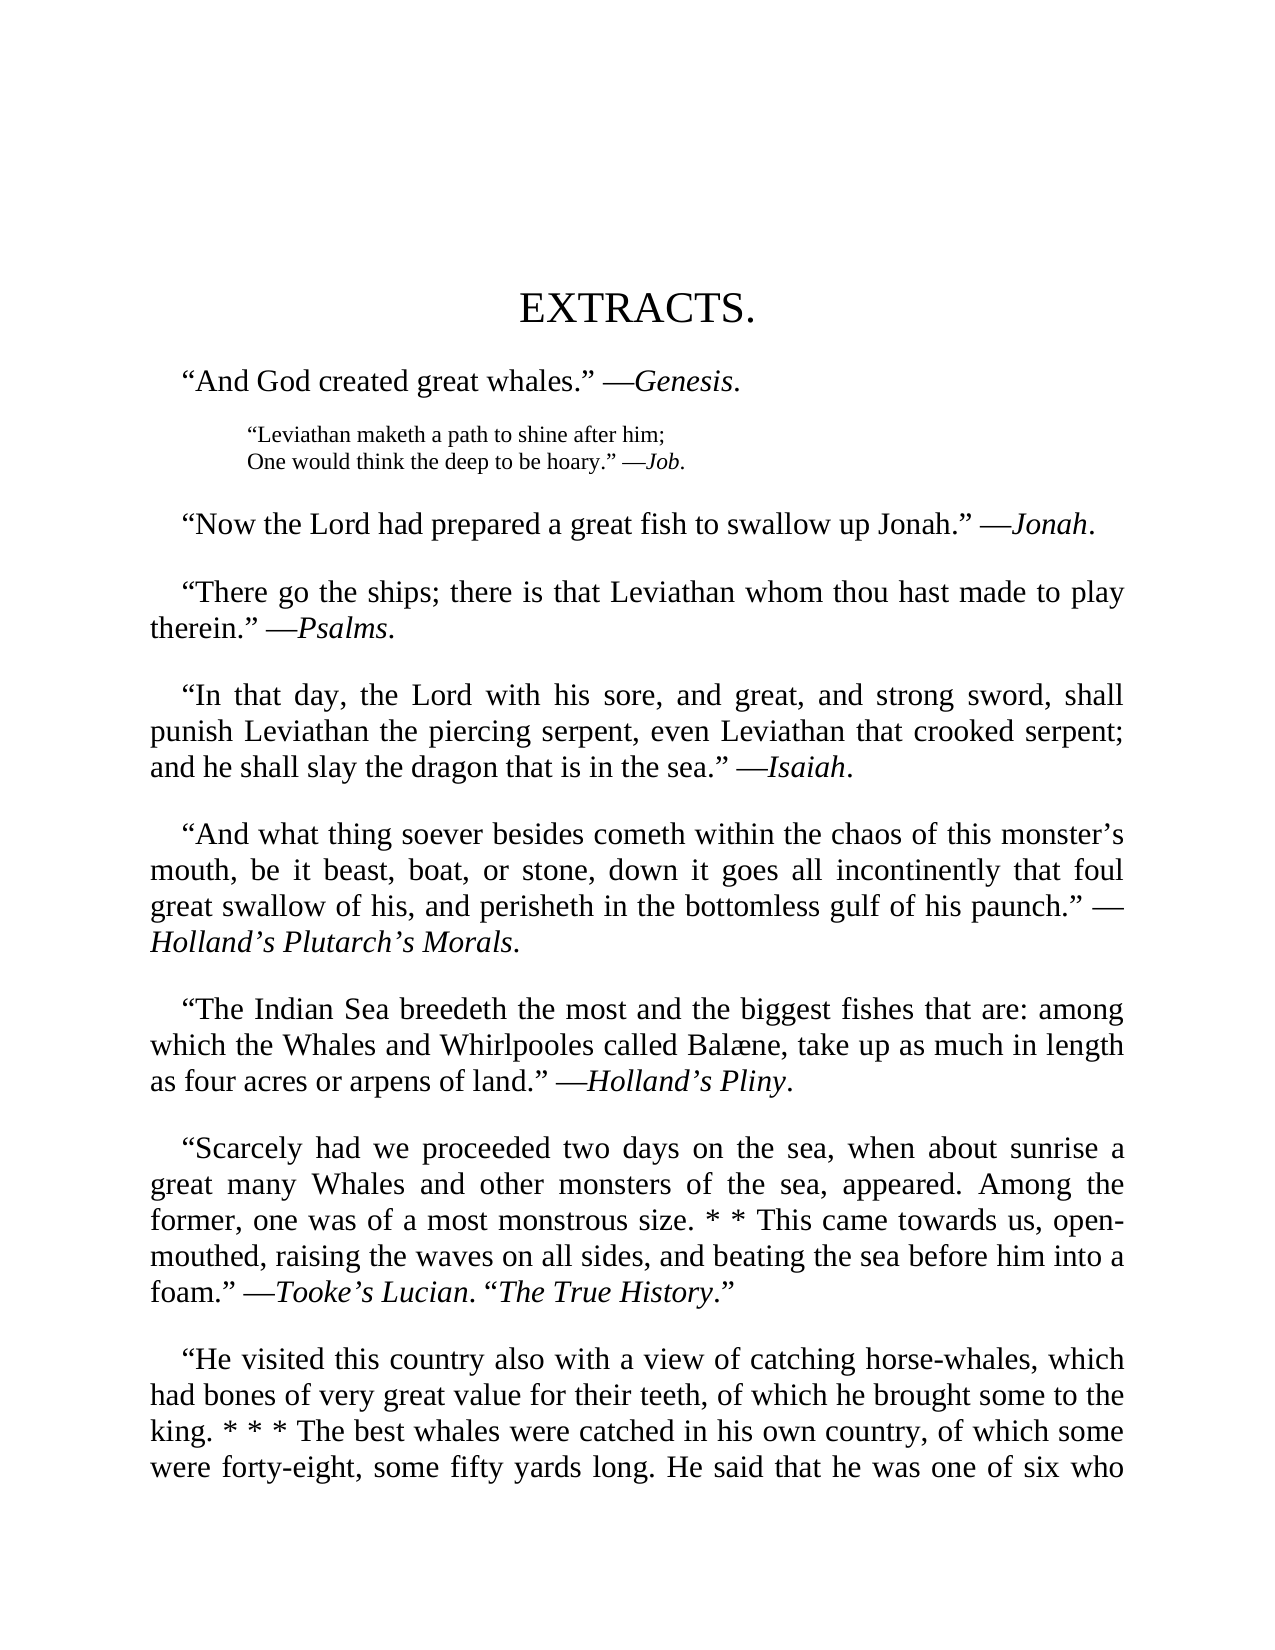 EXTRACTS.
“And God created great whales.” —Genesis.
“Leviathan maketh a path to shine after him;
One would think the deep to be hoary.” —Job.
“Now the Lord had prepared a great fish to swallow up Jonah.” —Jonah.
“There go the ships; there is that Leviathan whom thou hast made to play
therein.” —Psalms.
“In that day, the Lord with his sore, and great, and strong sword, shall
punish Leviathan the piercing serpent, even Leviathan that crooked serpent;
and he shall slay the dragon that is in the sea.” —Isaiah.
“And what thing soever besides cometh within the chaos of this monster’s
mouth, be it beast, boat, or stone, down it goes all incontinently that foul
great swallow of his, and perisheth in the bottomless gulf of his paunch.” —
Holland’s Plutarch’s Morals.
“The Indian Sea breedeth the most and the biggest fishes that are: among
which the Whales and Whirlpooles called Balæne, take up as much in length
as four acres or arpens of land.” —Holland’s Pliny.
“Scarcely had we proceeded two days on the sea, when about sunrise a
great many Whales and other monsters of the sea, appeared. Among the
former, one was of a most monstrous size. * * This came towards us, open-
mouthed, raising the waves on all sides, and beating the sea before him into a
foam.” —Tooke’s Lucian. “The True History.”
“He visited this country also with a view of catching horse-whales, which
had bones of very great value for their teeth, of which he brought some to the
king. * * * The best whales were catched in his own country, of which some
were forty-eight, some fifty yards long. He said that he was one of six who